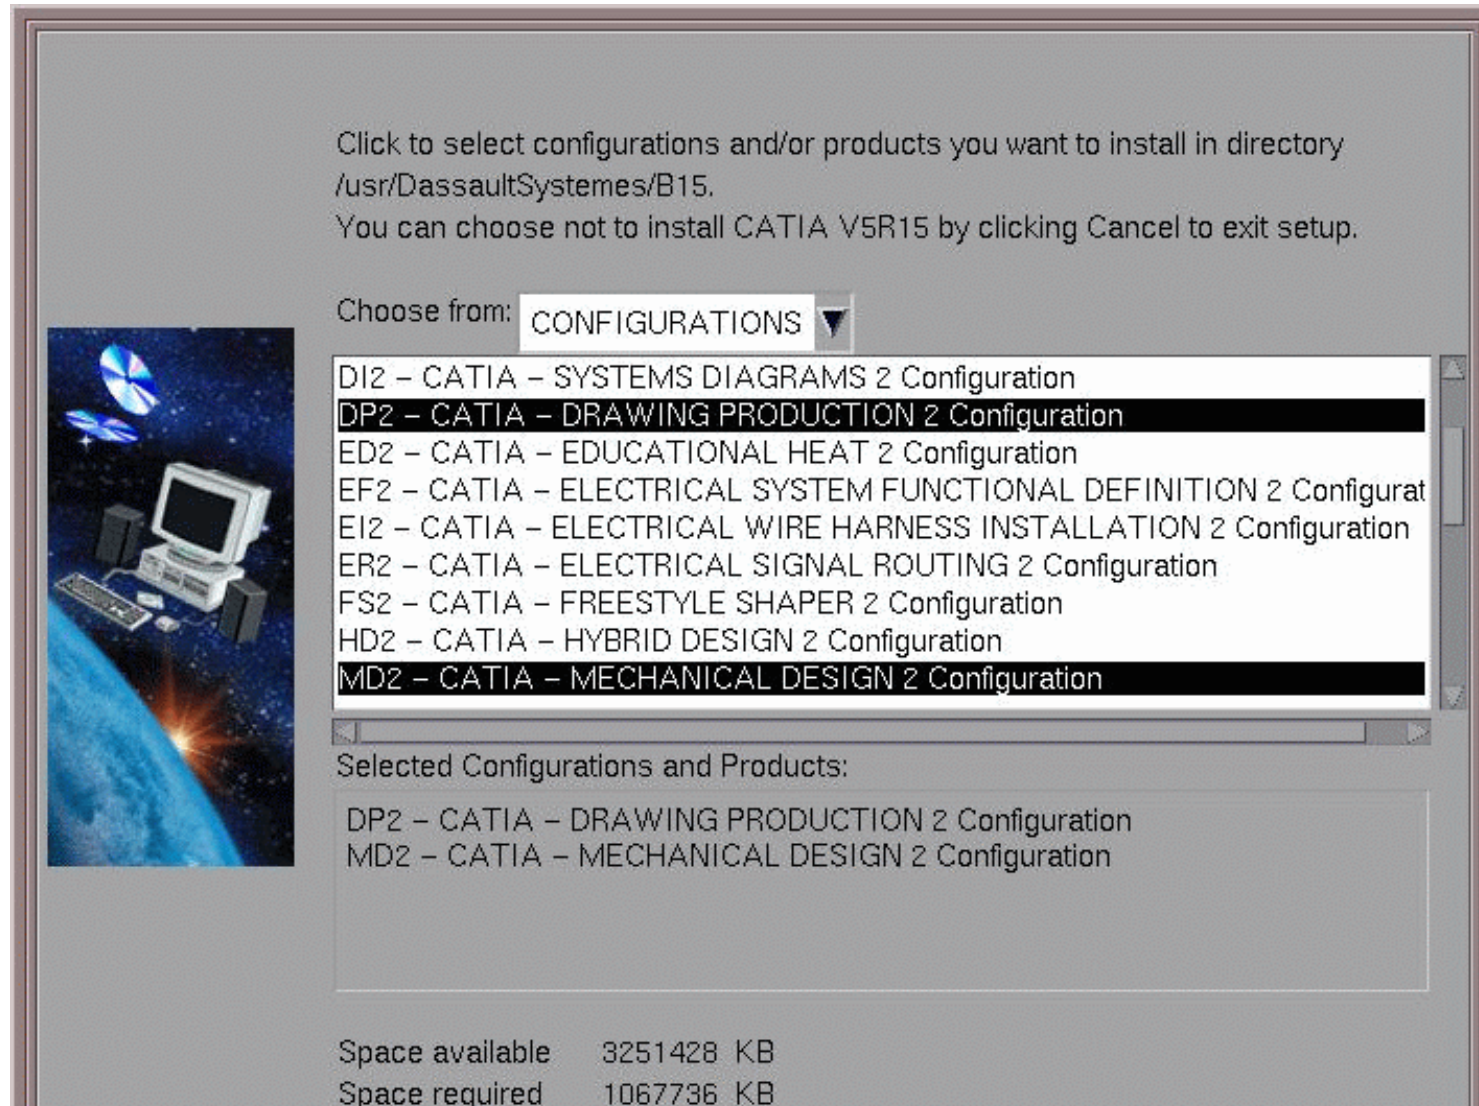 Click to select configurations and/or products you want to install in directory
/usr/DassaultSystemes/B15.
You can choose not to install CATIA V5R15 by clicking Cancel to exit setup.
Choose from: CONFIGURATIONS
DI2 – CATIA – SYSTEMS DIAGRAMS 2 Configuration
DP2 – CATIA – DRAWING PRODUCTION 2 Configuration
ED2 – CATIA – EDUCATIONAL HEAT 2 Configuration
EF2 – CATIA – ELECTRICAL SYSTEM FUNCTIONAL DEFINITION 2 Configurat
EI2 – CATIA – ELECTRICAL WIRE HARNESS INSTALLATION 2 Configuration
ER2 – CATIA – ELECTRICAL SIGNAL ROUTING 2 Configuration
FS2 – CATIA – FREESTYLE SHAPER 2 Configuration
HD2 – CATIA – HYBRID DESIGN 2 Configuration
MD2 – CATIA – MECHANICAL DESIGN 2 Configuration
Selected Configurations and Products:
DP2 – CATIA – DRAWING PRODUCTION 2 Configuration
MD2 – CATIA – MECHANICAL DESIGN 2 Configuration
Space available 3251428 KB
Space required 1067736 KB